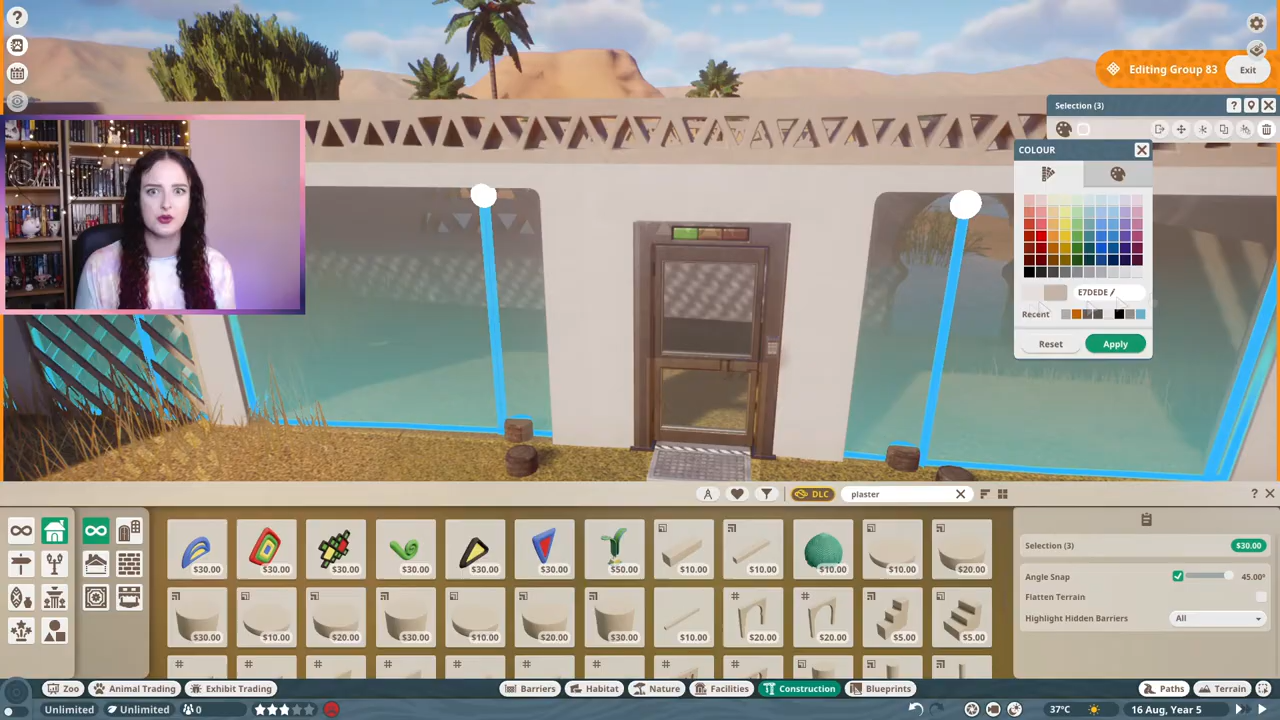 ?
Editing Group 83
Exit
Selection (3)
?
COLOUR
E7DEDE
Recent
Reset
Apply
DLC
plaster
?
$30.00 $30.00 $30.00 $30.00 $30.00 $30.00 $50.00 $10.00 $10.00 $10.00 $10.00 $20.00
$30.00 $10.00 $20.00 $30.00 $10.00 $20.00 $30.00 $10.00 $20.00 $20.00 $5.00 $5.00
Selection (3)
$30.00
Angle Snap
45.00°
Flatten Terrain
Highlight Hidden Barriers
All
Zoo
Animal Trading
Exhibit Trading
Barriers
Habitat
Nature
Facilities
Construction
Blueprints
Paths
Terrain
Unlimited
Unlimited
0
37°C
16 Aug, Year 5